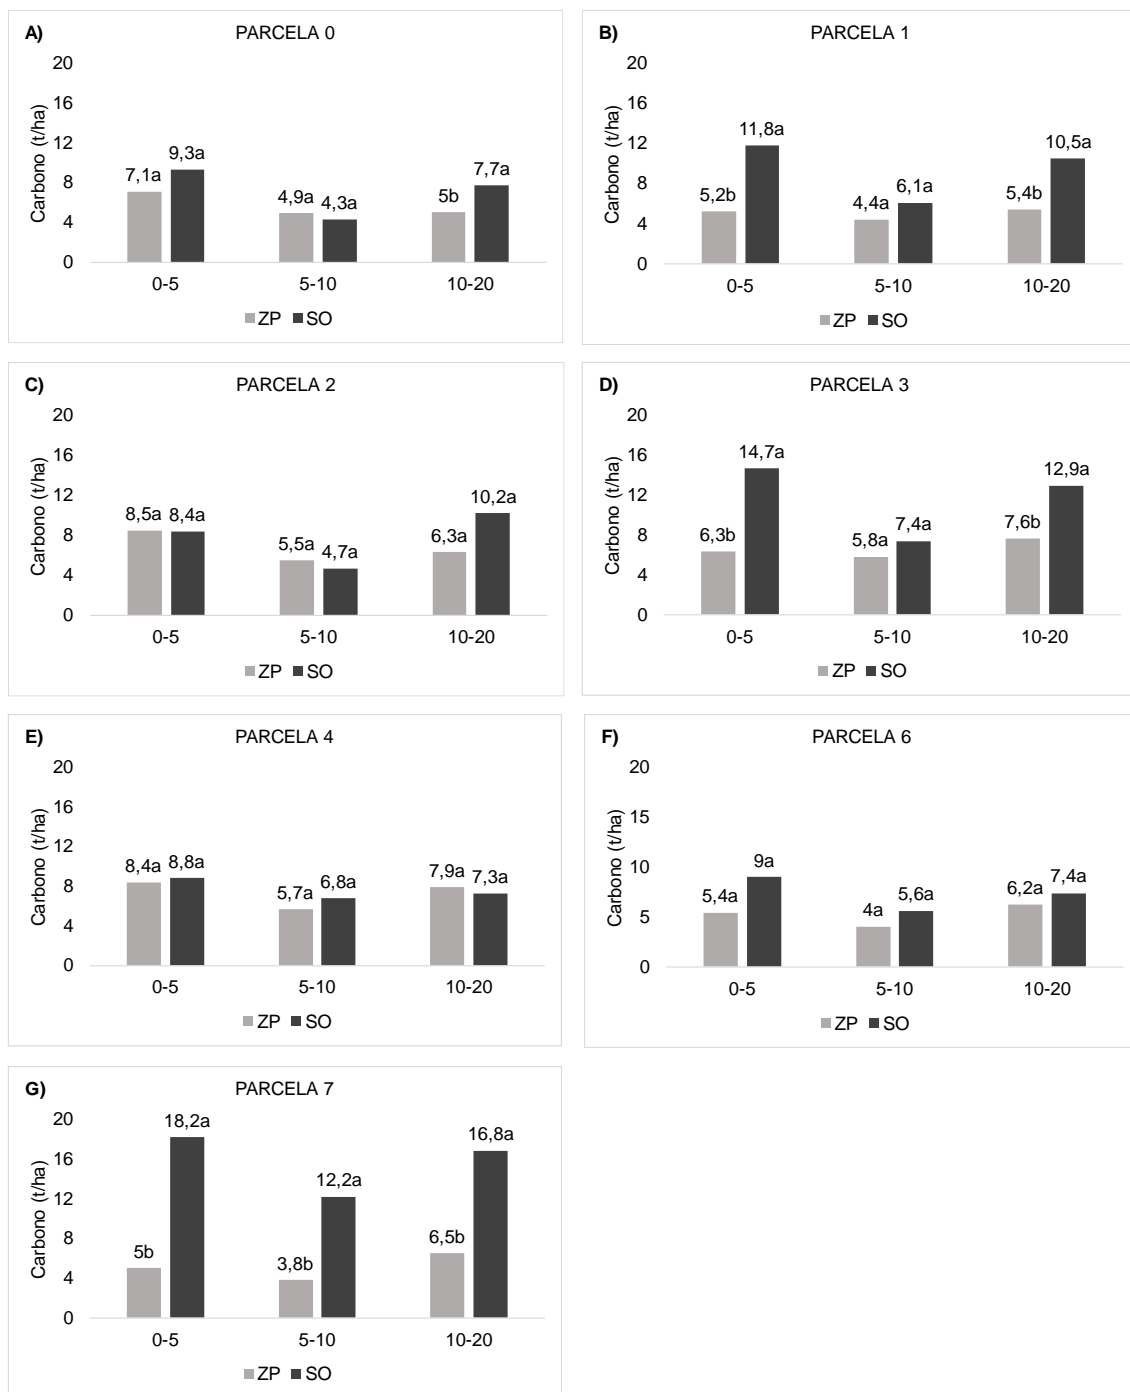 A)
PARCELA 0
Carbono (t/ha)
20
16
12
8
4
0
7,1a
9,3a
4,9a
4,3a
5b
7,7a
0-5
5-10
10-20
ZP
SO
B)
PARCELA 1
Carbono (t/ha)
20
16
12
8
4
0
5,2b
11,8a
4,4a
6,1a
5,4b
10,5a
0-5
5-10
10-20
ZP
SO
C)
PARCELA 2
Carbono (t/ha)
20
16
12
8
4
0
8,5a
8,4a
5,5a
4,7a
6,3a
10,2a
0-5
5-10
10-20
ZP
SO
D)
PARCELA 3
Carbono (t/ha)
20
16
12
8
4
0
6,3b
14,7a
5,8a
7,4a
7,6b
12,9a
0-5
5-10
10-20
ZP
SO
E)
PARCELA 4
Carbono (t/ha)
20
16
12
8
4
0
8,4a
8,8a
5,7a
6,8a
7,9a
7,3a
0-5
5-10
10-20
ZP
SO
F)
PARCELA 6
Carbono (t/ha)
20
15
10
5
0
5,4a
9a
4a
5,6a
6,2a
7,4a
0-5
5-10
10-20
ZP
SO
G)
PARCELA 7
Carbono (t/ha)
20
16
12
8
4
0
5b
18,2a
3,8b
12,2a
6,5b
16,8a
0-5
5-10
10-20
ZP
SO